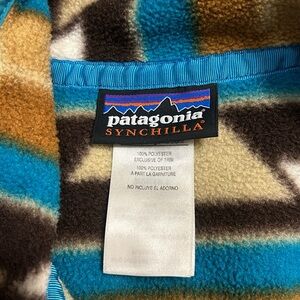 patagonia®
SYNCHILLA®
100% POLYESTER
EXCLUSIVE OF TRIM
100% POLYESTER
A PART LA GARNITURE
NO INCLUYE EL ADORNO